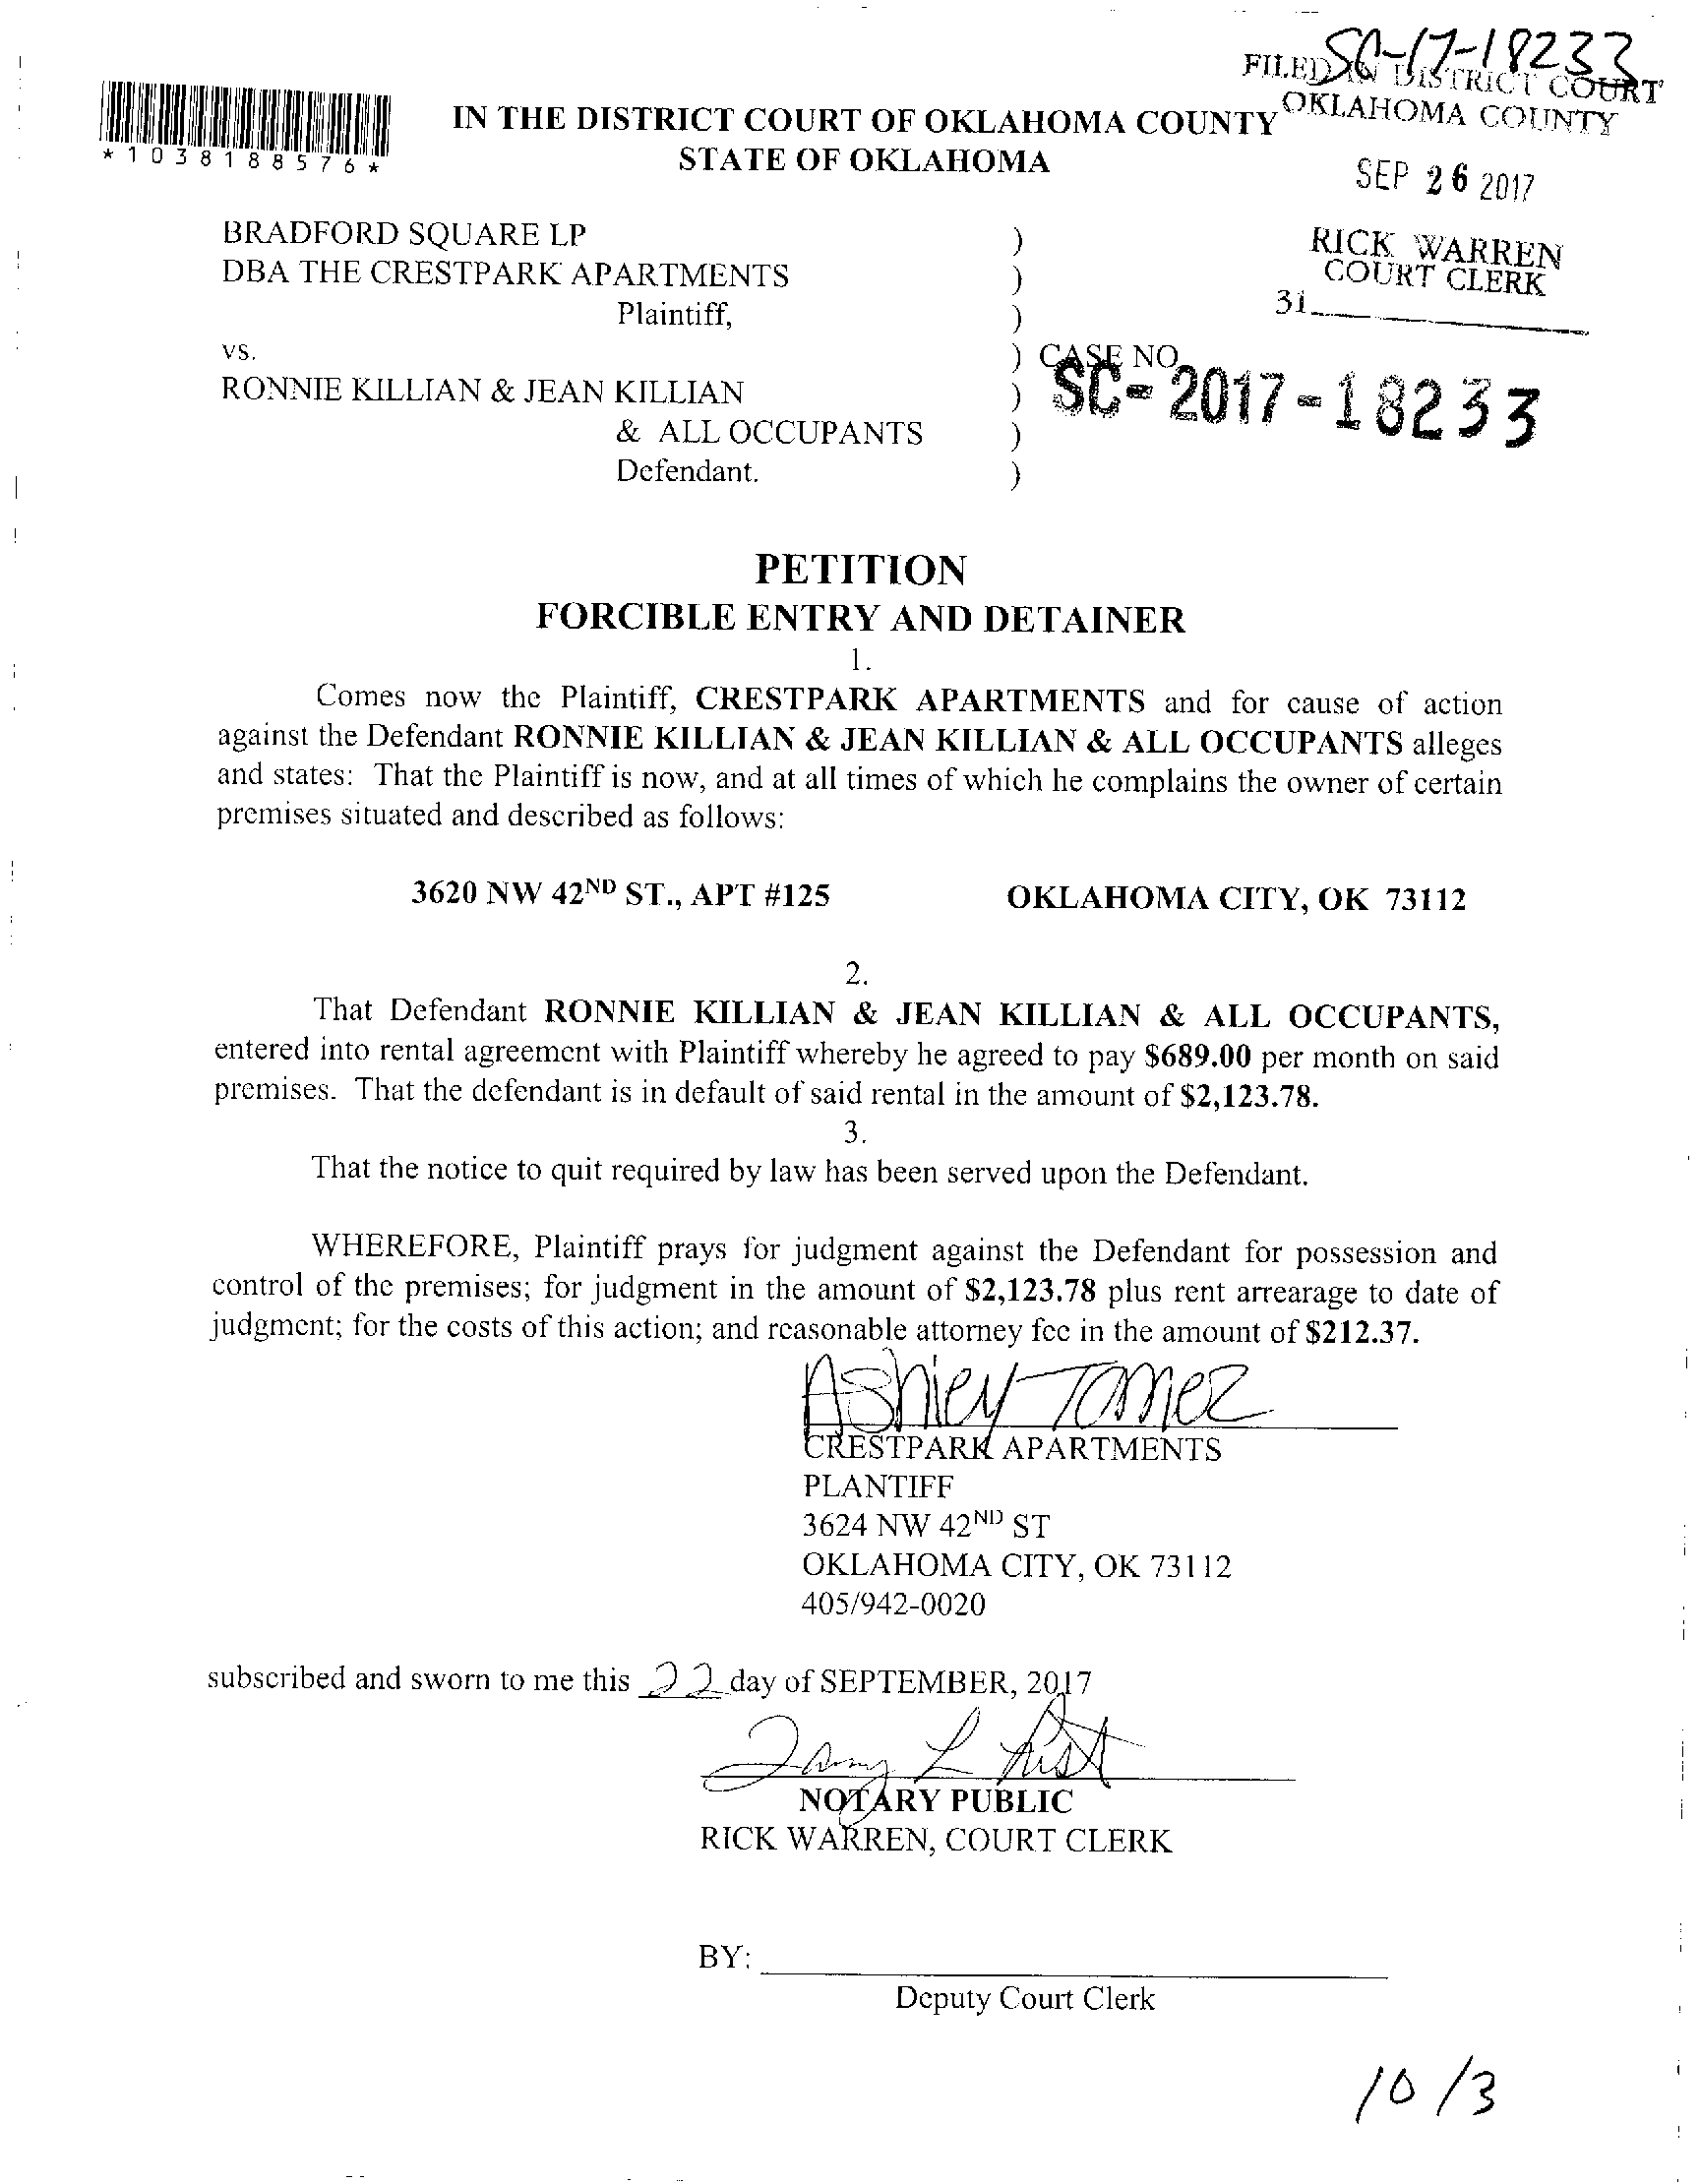 SC-17-18233
FILED IN DISTRICT COURT
OKLAHOMA COUNTY
*1038188576*
IN THE DISTRICT COURT OF OKLAHOMA COUNTY
STATE OF OKLAHOMA
SEP 26 2017
RICK WARREN
COURT CLERK
31
BRADFORD SQUARE LP )
DBA THE CRESTPARK APARTMENTS )
Plaintiff, )
vs. ) CASE NO.
SC-2017-18233
RONNIE KILLIAN & JEAN KILLIAN )
& ALL OCCUPANTS )
Defendant. )
PETITION
FORCIBLE ENTRY AND DETAINER
1.
Comes now the Plaintiff, CRESTPARK APARTMENTS and for cause of action
against the Defendant RONNIE KILLIAN & JEAN KILLIAN & ALL OCCUPANTS alleges
and states: That the Plaintiff is now, and at all times of which he complains the owner of certain
premises situated and described as follows:
3620 NW 42ND ST., APT #125 OKLAHOMA CITY, OK 73112
2.
That Defendant RONNIE KILLIAN & JEAN KILLIAN & ALL OCCUPANTS,
entered into rental agreement with Plaintiff whereby he agreed to pay $689.00 per month on said
premises. That the defendant is in default of said rental in the amount of $2,123.78.
3.
That the notice to quit required by law has been served upon the Defendant.
WHEREFORE, Plaintiff prays for judgment against the Defendant for possession and
control of the premises; for judgment in the amount of $2,123.78 plus rent arrearage to date of
judgment; for the costs of this action; and reasonable attorney fee in the amount of $212.37.
Ashley Tamez
CRESTPARK APARTMENTS
PLANTIFF
3624 NW 42ND ST
OKLAHOMA CITY, OK 73112
405/942-0020
subscribed and sworn to me this 22 day of SEPTEMBER, 2017
NOTARY PUBLIC
RICK WARREN, COURT CLERK
BY:
Deputy Court Clerk
10/3